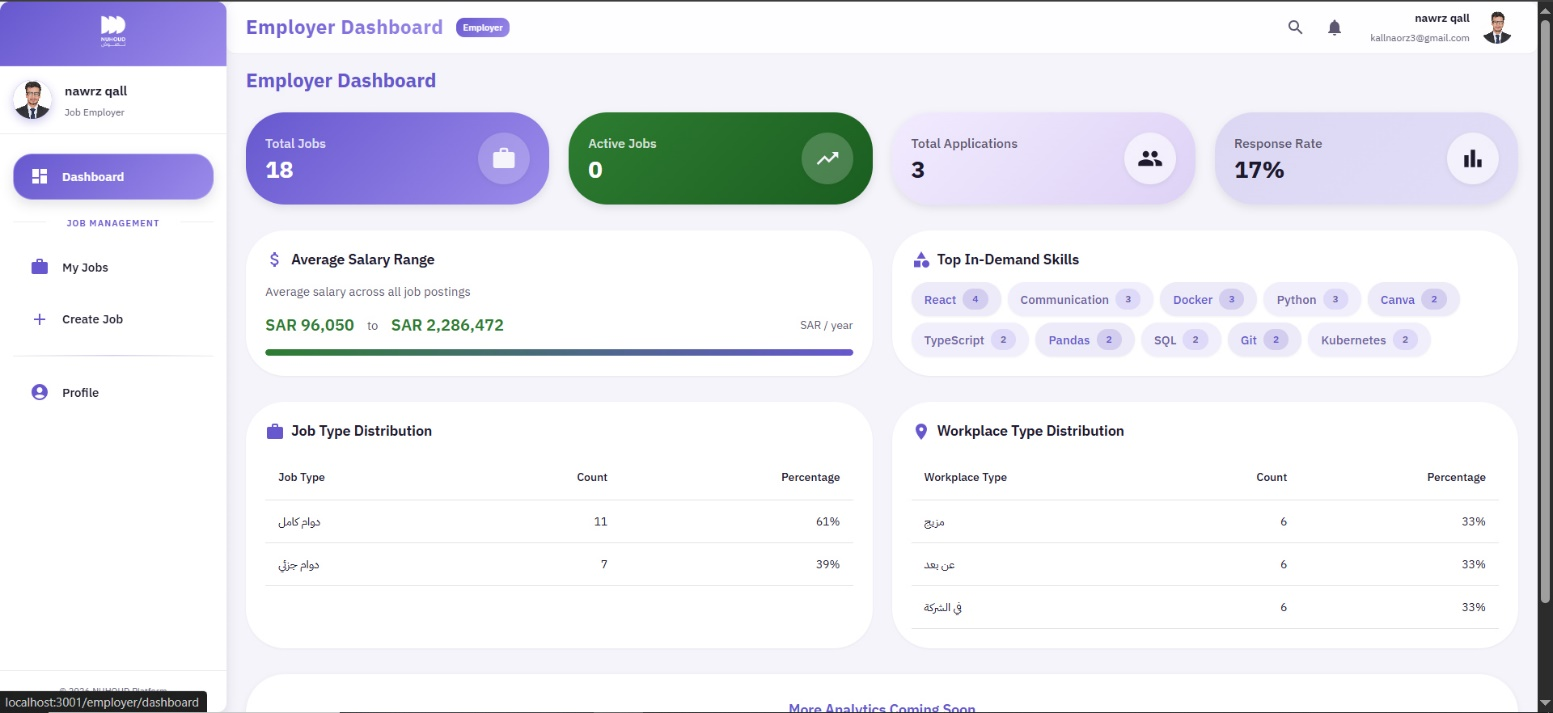 NUHOUD
Employer Dashboard
Employer
nawrz qall
kallnaorz3@gmail.com
nawrz qall
Job Employer
Dashboard
JOB MANAGEMENT
My Jobs
Create Job
Profile
© 2026 NUHOUD Platform
localhost:3001/employer/dashboard
Employer Dashboard
Total Jobs
18
Active Jobs
0
Total Applications
3
Response Rate
17%
Average Salary Range
Average salary across all job postings
SAR 96,050 to SAR 2,286,472 SAR / year
Top In-Demand Skills
React 4 Communication 3 Docker 3 Python 3 Canva 2
TypeScript 2 Pandas 2 SQL 2 Git 2 Kubernetes 2
Job Type Distribution
Job Type Count Percentage
دوام كامل 11 61%
دوام جزئي 7 39%
Workplace Type Distribution
Workplace Type Count Percentage
مزيج 6 33%
عن بعد 6 33%
في الشركة 6 33%
More Analytics Coming Soon